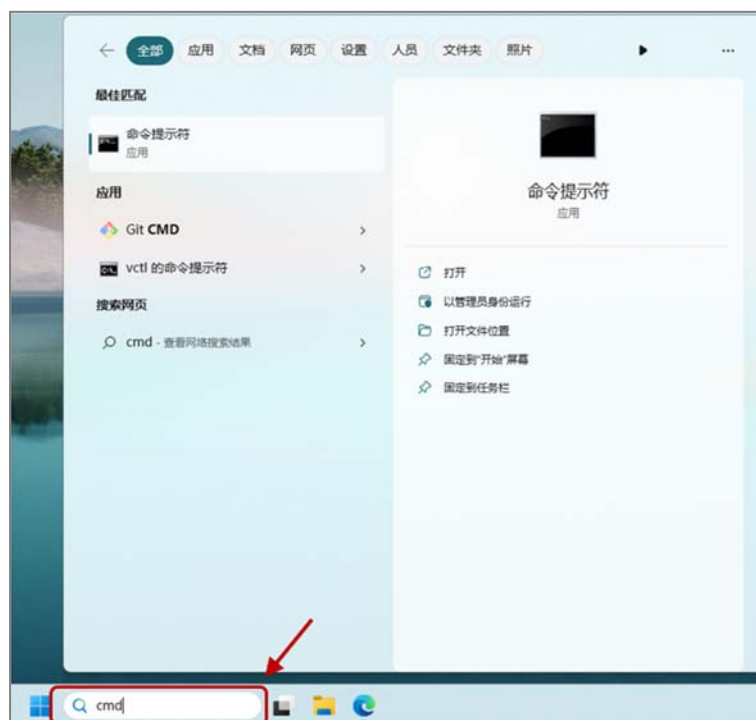 全部 应用 文档 网页 设置 人员 文件夹 照片
最佳匹配
命令提示符
应用
应用
Git CMD
vctl 的命令提示符
搜索网页
cmd - 查看网络搜索结果
命令提示符
应用
打开
以管理员身份运行
打开文件位置
固定到"开始"屏幕
固定到任务栏
cmd